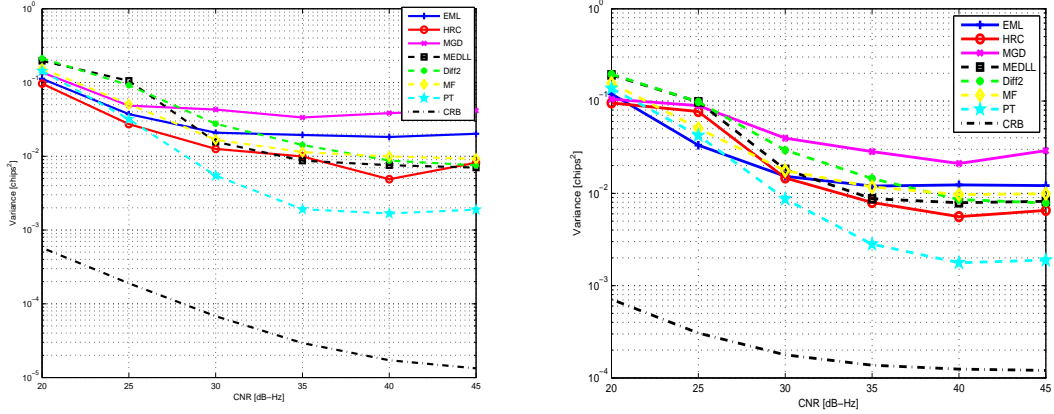 10^0
10^-1
10^-2
10^-3
10^-4
10^-5
Variance [chips^2]
20 25 30 35 40 45
CNR [dB-Hz]
EML
HRC
MGD
MEDLL
Diff2
MF
PT
CRB
10^0
10^-1
10^-2
10^-3
10^-4
Variance [chips^2]
20 25 30 35 40 45
CNR [dB-Hz]
EML
HRC
MGD
MEDLL
Diff2
MF
PT
CRB